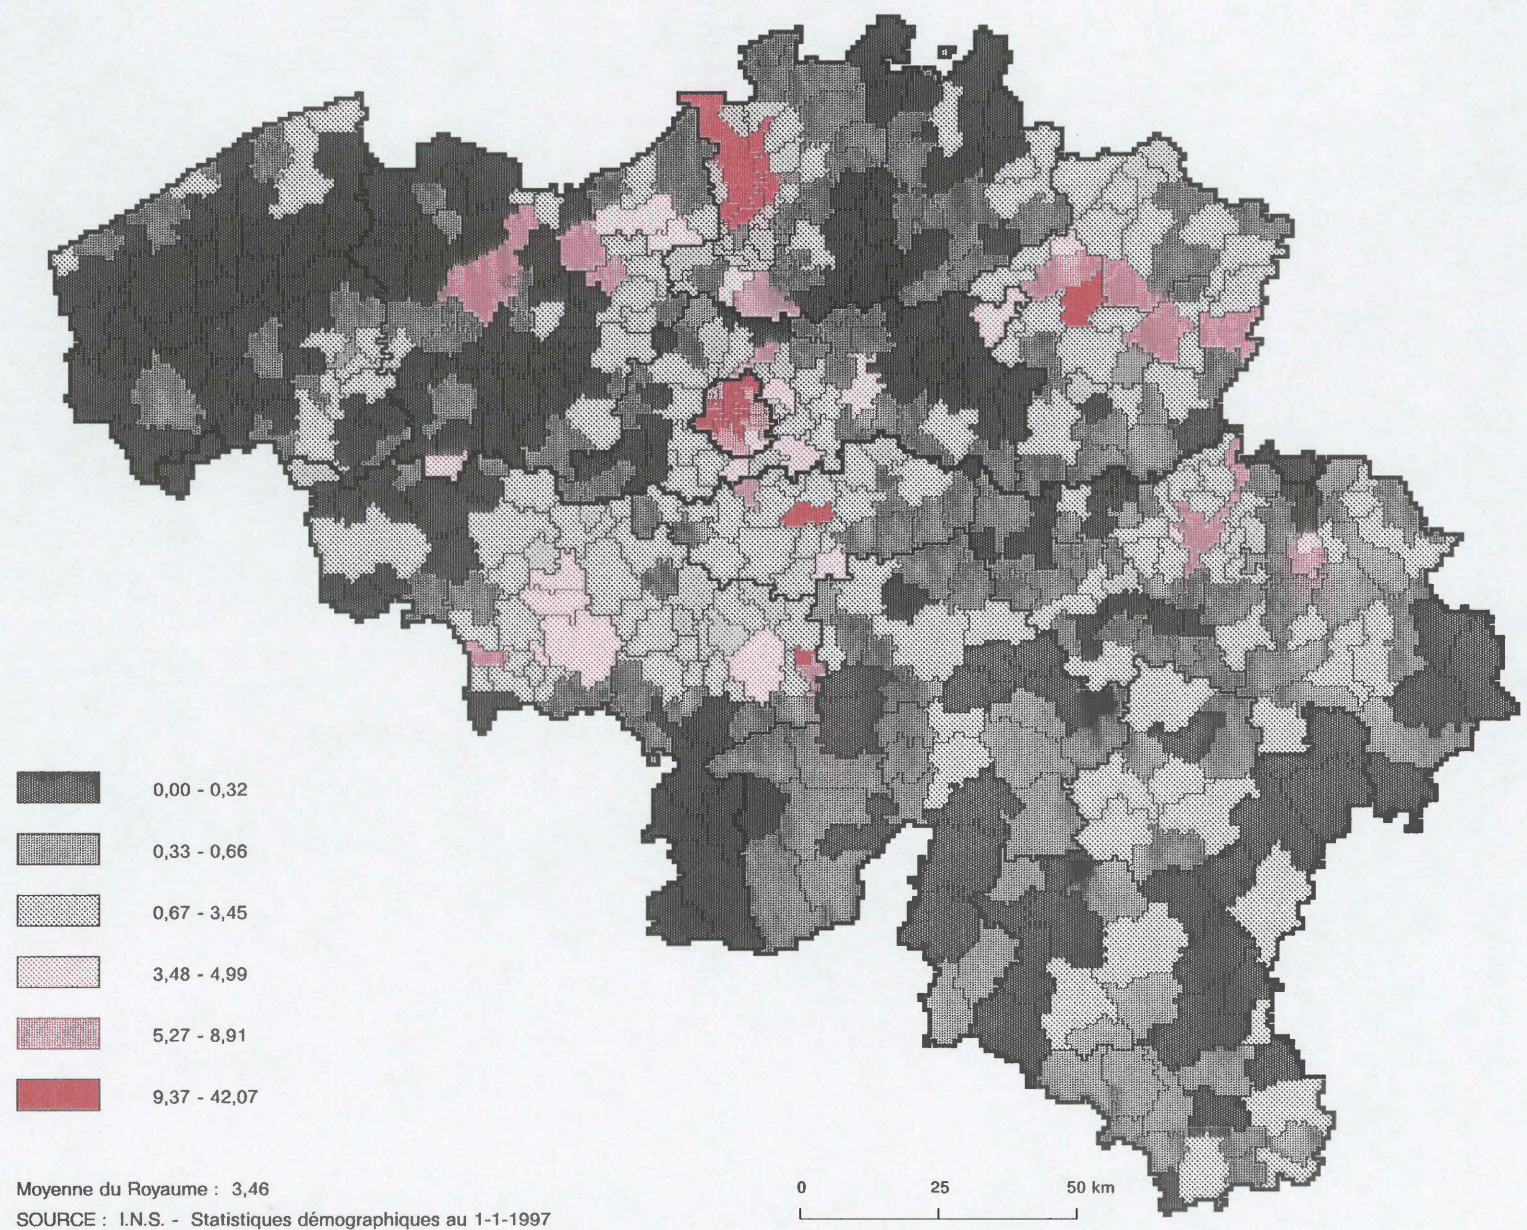 0,00 - 0,32
0,33 - 0,66
0,67 - 3,45
3,48 - 4,99
5,27 - 8,91
9,37 - 42,07
Moyenne du Royaume : 3,46
SOURCE : I.N.S. - Statistiques démographiques au 1-1-1997
0 25 50 km